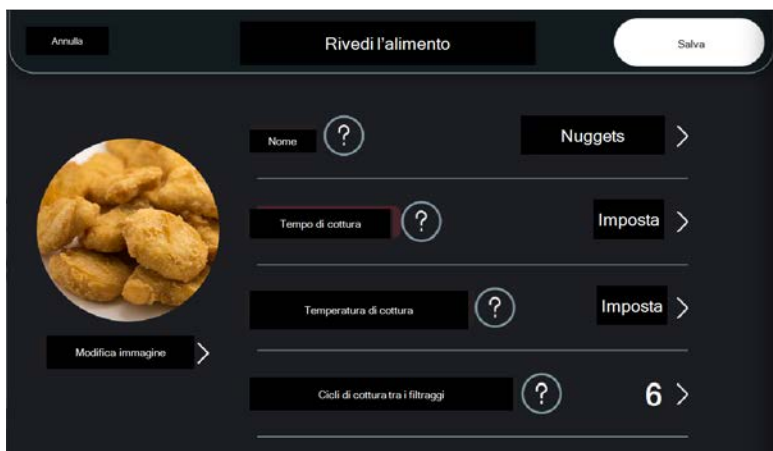 Annulla
Rivedi l'alimento
Salva
Nome ?
Nuggets
Tempo di cottura ?
Imposta
Temperatura di cottura ?
Imposta
Modifica immagine
Cicli di cottura tra i filtraggi ?
6